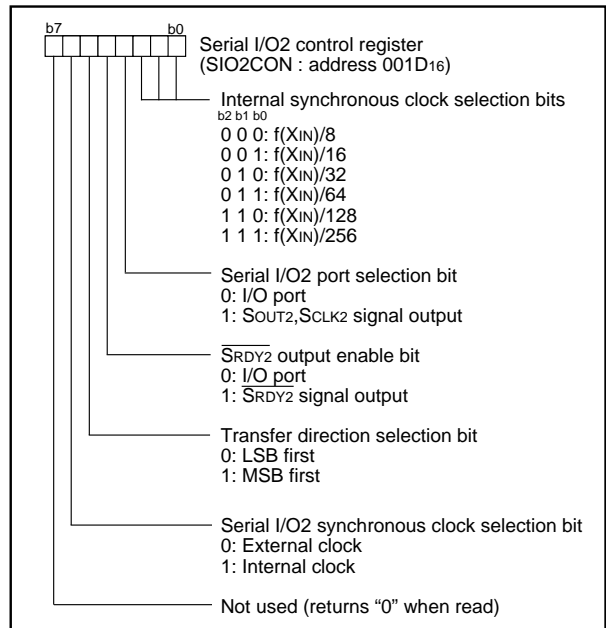 b7 b0
Serial I/O2 control register
(SIO2CON : address 001D16)
Internal synchronous clock selection bits
b2 b1 b0
0 0 0: f(XIN)/8
0 0 1: f(XIN)/16
0 1 0: f(XIN)/32
0 1 1: f(XIN)/64
1 1 0: f(XIN)/128
1 1 1: f(XIN)/256
Serial I/O2 port selection bit
0: I/O port
1: SOUT2,SCLK2 signal output
SRDY2 output enable bit
0: I/O port
1: SRDY2 signal output
Transfer direction selection bit
0: LSB first
1: MSB first
Serial I/O2 synchronous clock selection bit
0: External clock
1: Internal clock
Not used (returns “0” when read)